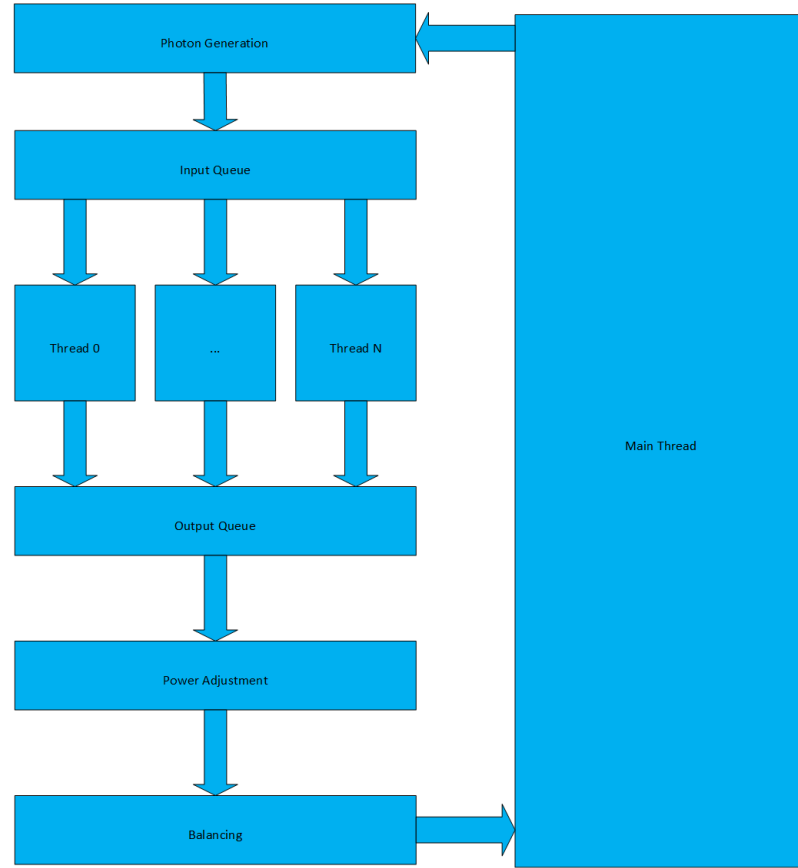 Photon Generation
Input Queue
Thread 0
...
Thread N
Main Thread
Output Queue
Power Adjustment
Balancing